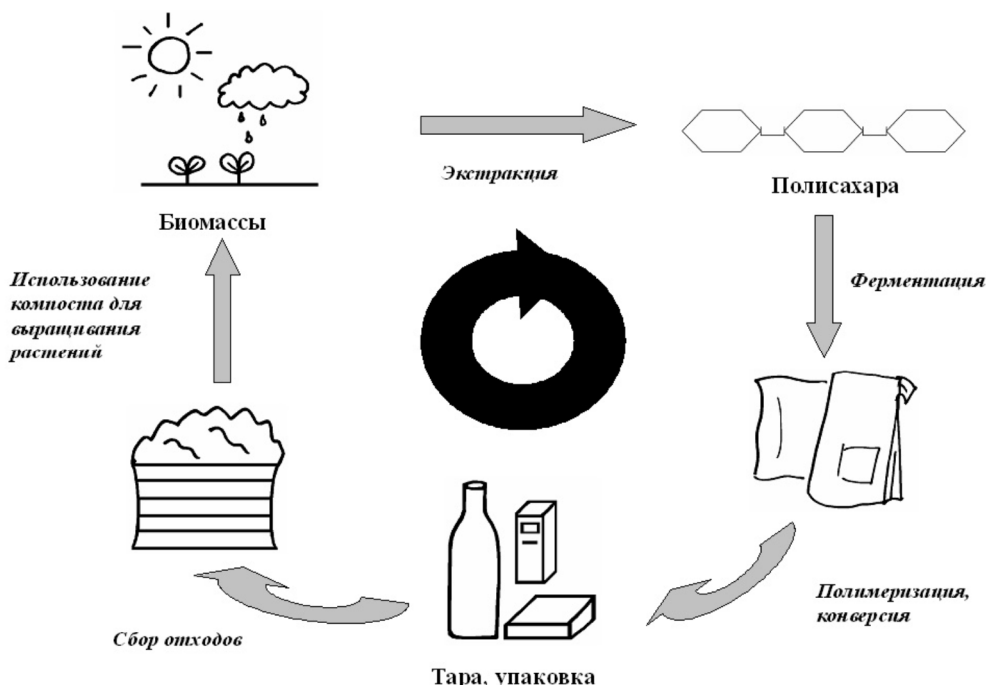 Экстракция
Полисахара
Биомассы
Использование
компоста для
выращивания
растений
Ферментация
Полимеризация,
конверсия
Сбор отходов
Тара, упаковка